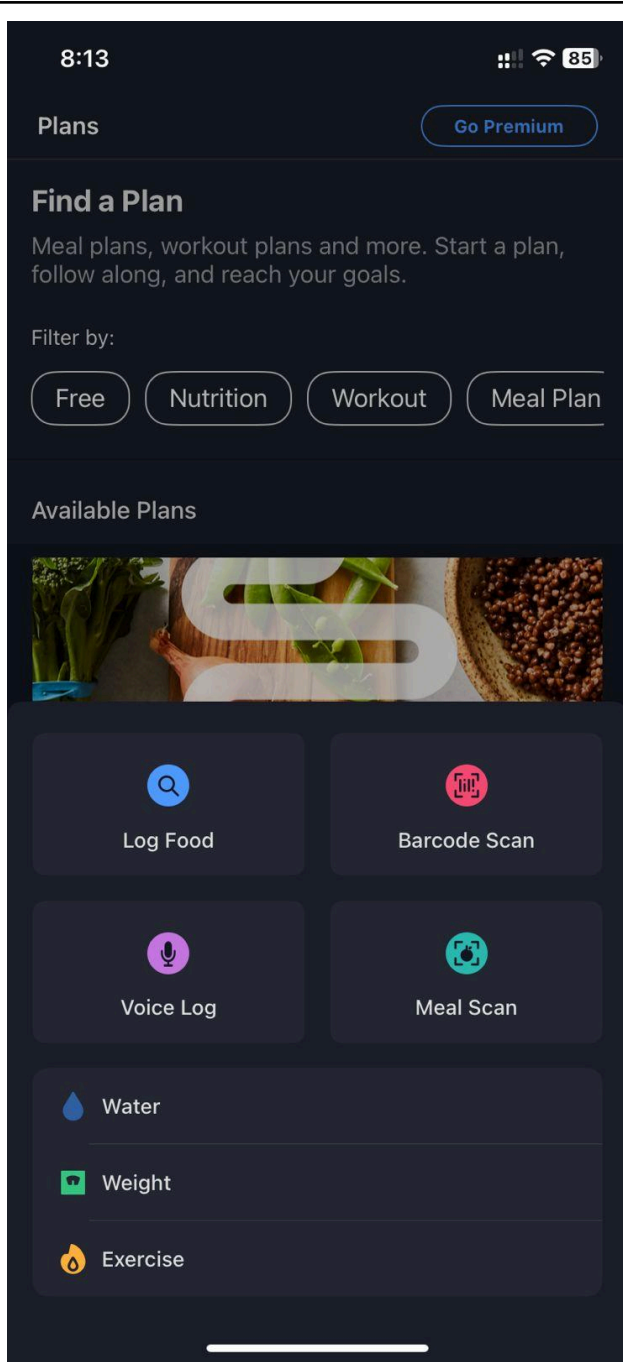 8:13
85
Plans
Go Premium
Find a Plan
Meal plans, workout plans and more. Start a plan,
follow along, and reach your goals.
Filter by:
Free
Nutrition
Workout
Meal Plan
Available Plans
Log Food
Barcode Scan
Voice Log
Meal Scan
Water
Weight
Exercise